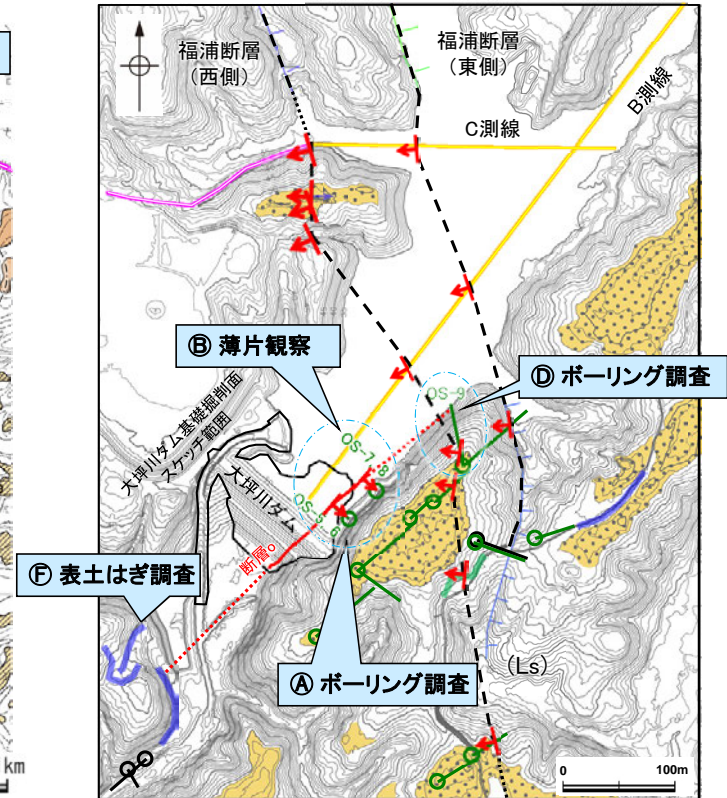 福浦断層
（西側）
福浦断層
（東側）
B測線
C測線
Ⓑ 薄片観察
Ⓓ ボーリング調査
OS-9
大坪川ダム基礎掘削面
スケッチ範囲
OS-7,8
大坪川ダム
OS-5,6
断層o
Ⓕ 表土はぎ調査
Ⓐ ボーリング調査
(Ls)
km
0 100m